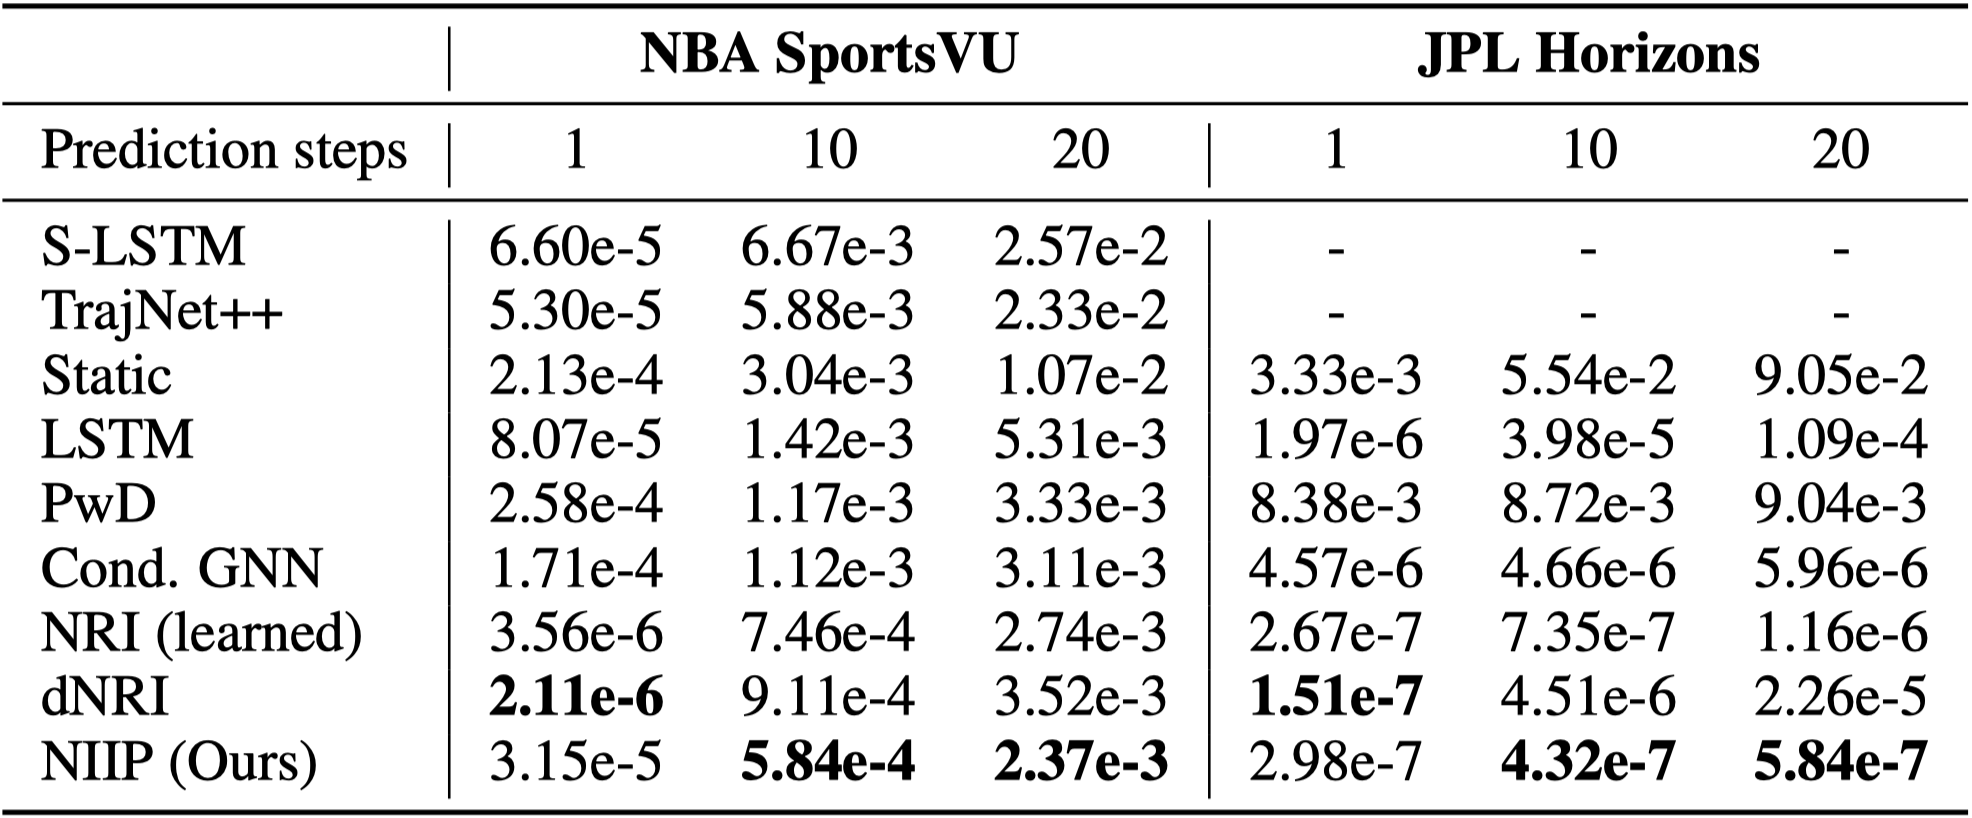 NBA SportsVU JPL Horizons
Prediction steps 1 10 20 1 10 20
S-LSTM 6.60e-5 6.67e-3 2.57e-2 - - -
TrajNet++ 5.30e-5 5.88e-3 2.33e-2 - - -
Static 2.13e-4 3.04e-3 1.07e-2 3.33e-3 5.54e-2 9.05e-2
LSTM 8.07e-5 1.42e-3 5.31e-3 1.97e-6 3.98e-5 1.09e-4
PwD 2.58e-4 1.17e-3 3.33e-3 8.38e-3 8.72e-3 9.04e-3
Cond. GNN 1.71e-4 1.12e-3 3.11e-3 4.57e-6 4.66e-6 5.96e-6
NRI (learned) 3.56e-6 7.46e-4 2.74e-3 2.67e-7 7.35e-7 1.16e-6
dNRI 2.11e-6 9.11e-4 3.52e-3 1.51e-7 4.51e-6 2.26e-5
NIIP (Ours) 3.15e-5 5.84e-4 2.37e-3 2.98e-7 4.32e-7 5.84e-7